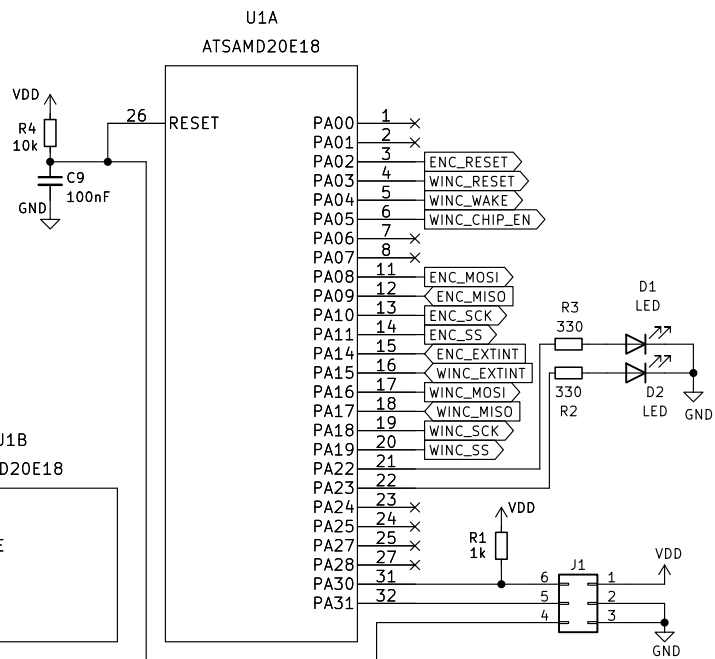 U1A
ATSAMD20E18
VDD
R4
10k
C9
100nF
GND
26
RESET
PA00 1
PA01 2
PA02 3 ENC_RESET
PA03 4 WINC_RESET
PA04 5 WINC_WAKE
PA05 6 WINC_CHIP_EN
PA06 7
PA07 8
PA08 11 ENC_MOSI
PA09 12 ENC_MISO
PA10 13 ENC_SCK
PA11 14 ENC_SS
PA14 15 ENC_EXTINT
PA15 16 WINC_EXTINT
PA16 17 WINC_MOSI
PA17 18 WINC_MISO
PA18 19 WINC_SCK
PA19 20 WINC_SS
PA22 21
PA23 22
PA24 23
PA25 24
PA27 25
PA28 27
PA30 31
PA31 32
D1
LED
R3
330
330
R2
D2
LED
GND
J1B
D20E18
E
VDD
R1
1k
J1
6 1
5 2
4 3
VDD
GND